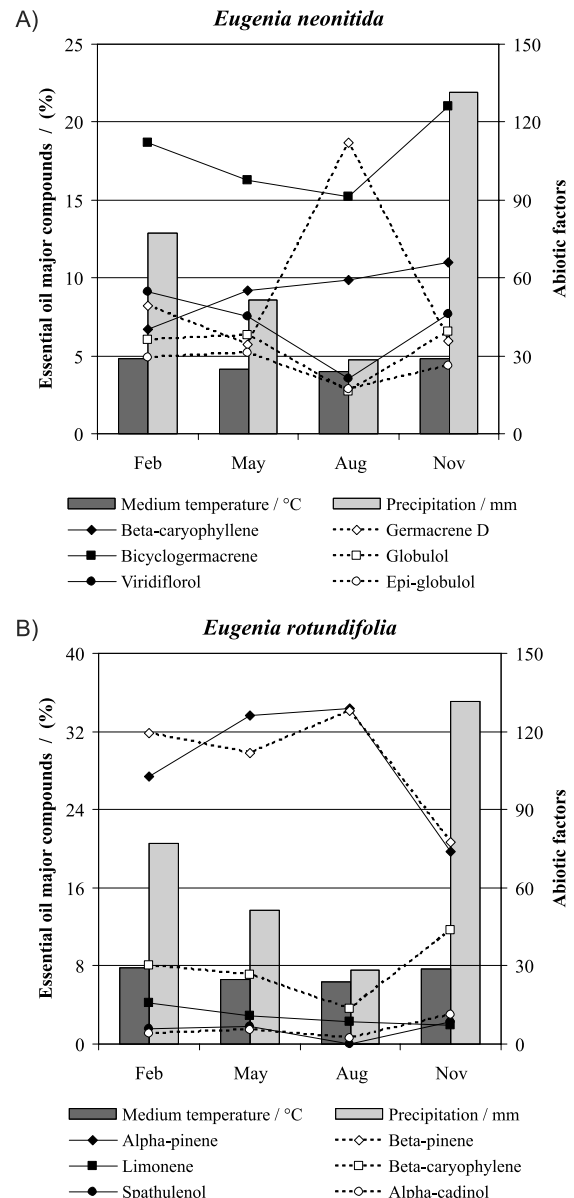 A)
Eugenia neonitida
25
20
15
10
5
0
150
120
90
60
30
0
Essential oil major compounds / (%)
Abiotic factors
Feb May Aug Nov
Medium temperature / °C Precipitation / mm
Beta-caryophyllene Germacrene D
Bicyclogermacrene Globulol
Viridiflorol Epi-globulol
B)
Eugenia rotundifolia
40
32
24
16
8
0
150
120
90
60
30
0
Essential oil major compounds / (%)
Abiotic factors
Feb May Aug Nov
Medium temperature / °C Precipitation / mm
Alpha-pinene Beta-pinene
Limonene Beta-caryophylene
Spathulenol Alpha-cadinol